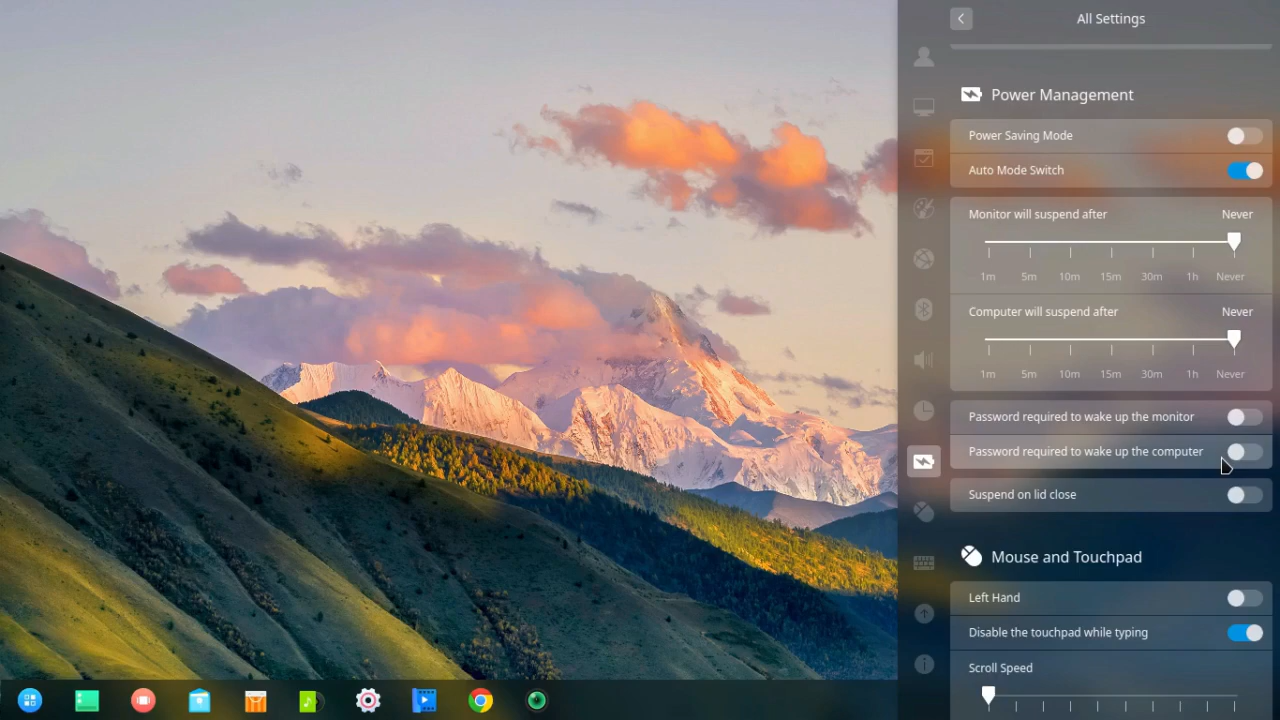 All Settings
Power Management
Power Saving Mode
Auto Mode Switch
Monitor will suspend after Never
1m 5m 10m 15m 30m 1h Never
Computer will suspend after Never
1m 5m 10m 15m 30m 1h Never
Password required to wake up the monitor
Password required to wake up the computer
Suspend on lid close
Mouse and Touchpad
Left Hand
Disable the touchpad while typing
Scroll Speed